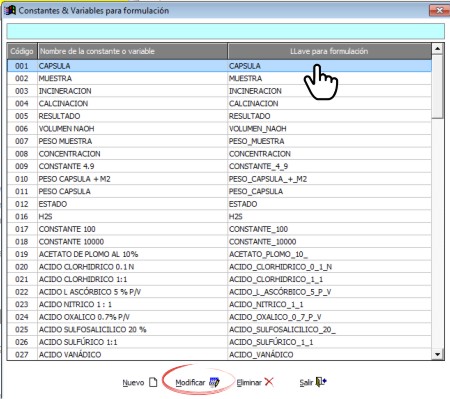 Constantes & Variables para formulación
Código Nombre de la constante o variable LLave para formulación
001 CAPSULA CAPSULA
002 MUESTRA MUESTRA
003 INCINERACION INCINERACION
004 CALCINACION CALCINACION
005 RESULTADO RESULTADO
006 VOLUMEN NAOH VOLUMEN_NAOH
007 PESO MUESTRA PESO_MUESTRA
008 CONCENTRACION CONCENTRACION
009 CONSTANTE 4.9 CONSTANTE_4_9
010 PESO CAPSULA + M2 PESO_CAPSULA_+_M2
011 PESO CAPSULA PESO_CAPSULA
012 ESTADO ESTADO
016 H2S H2S
017 CONSTANTE 100 CONSTANTE_100
018 CONSTANTE 10000 CONSTANTE_10000
019 ACETATO DE PLOMO AL 10% ACETATO_PLOMO_10_
020 ACIDO CLORHIDRICO 0.1 N ACIDO_CLORHIDRICO_0_1_N
021 ACIDO CLORHIDRICO 1:1 ACIDO_CLORHIDRICO_1_1
022 ACIDO L ASCÓRBICO 5 % P/V ACIDO_L_ASCÓRBICO_5_P_V
023 ACIDO NITRICO 1 : 1 ACIDO_NITRICO_1_1
024 ACIDO OXALICO 0.7% P/V ACIDO_OXALICO_0_7_P_V
025 ACIDO SULFOSALICILICO 20 % ACIDO_SULFOSALICILICO_20_
026 ACIDO SULFÚRICO 1:1 ACIDO_SULFÚRICO_1_1
027 ACIDO VANÁDICO ACIDO_VANÁDICO
Nuevo Modificar Eliminar Salir